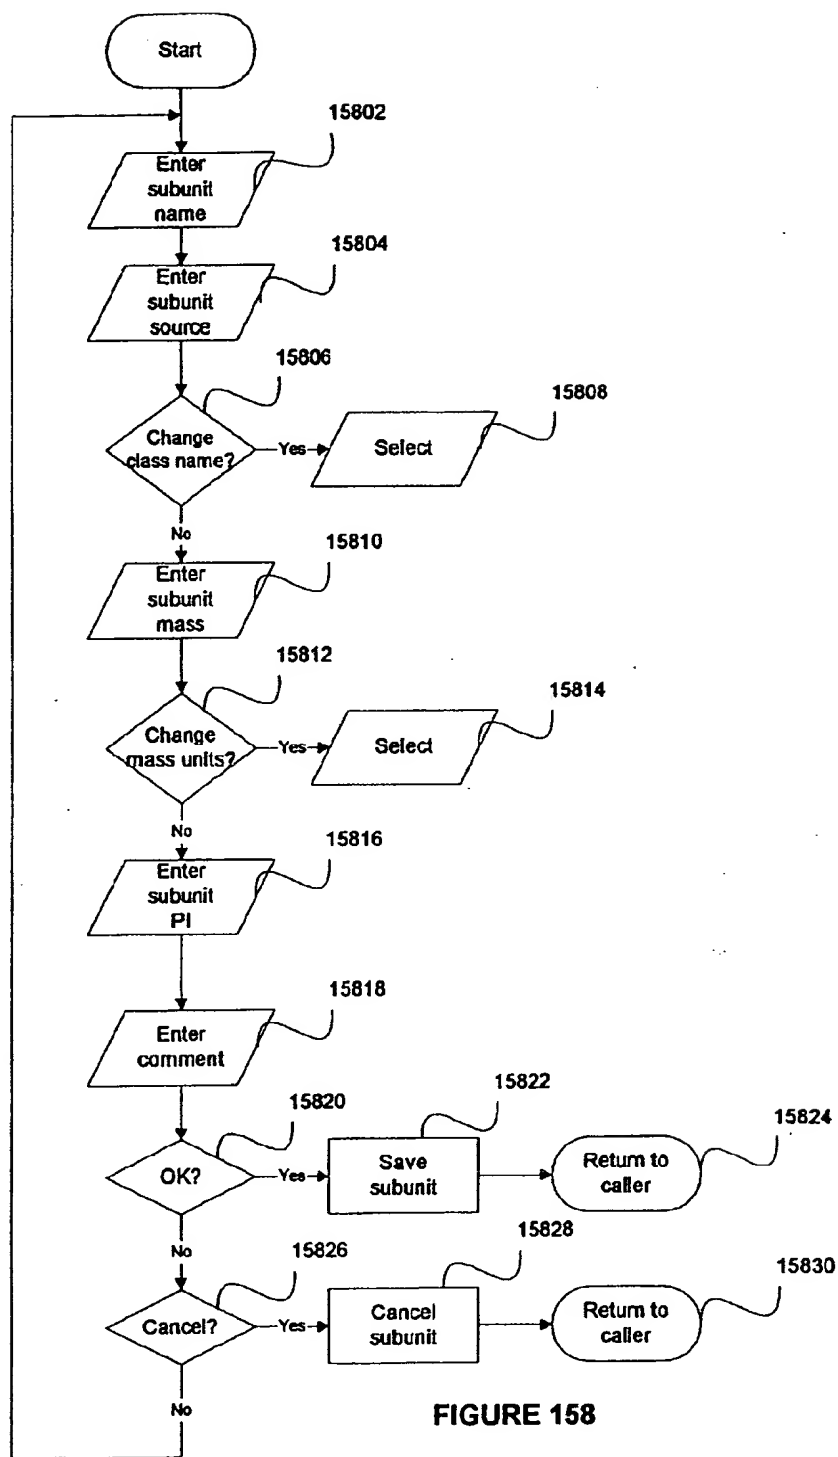 Start
15802
Enter
subunit
name
15804
Enter
subunit
source
15806
Change
class name?
Yes
15808
Select
No
15810
Enter
subunit
mass
15812
Change
mass units?
Yes
15814
Select
No
15816
Enter
subunit
PI
15818
Enter
comment
15820
OK?
Yes
15822
Save
subunit
15824
Return to
caller
No
15826
Cancel?
Yes
15828
Cancel
subunit
15830
Return to
caller
No
FIGURE 158